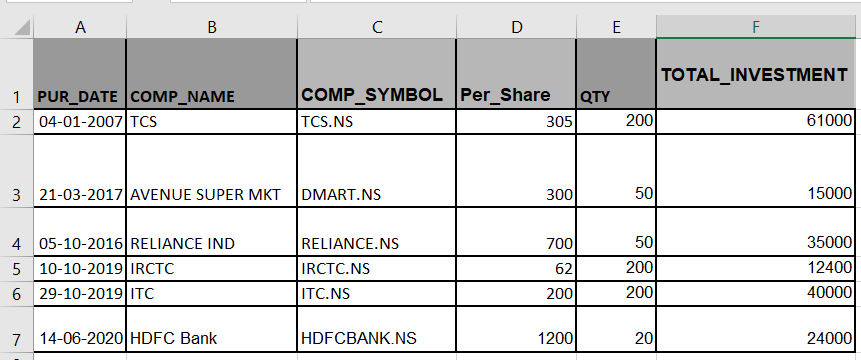 A B C D E F
1 PUR_DATE COMP_NAME COMP_SYMBOL Per_Share QTY TOTAL_INVESTMENT
2 04-01-2007 TCS TCS.NS 305 200 61000
3 21-03-2017 AVENUE SUPER MKT DMART.NS 300 50 15000
4 05-10-2016 RELIANCE IND RELIANCE.NS 700 50 35000
5 10-10-2019 IRCTC IRCTC.NS 62 200 12400
6 29-10-2019 ITC ITC.NS 200 200 40000
7 14-06-2020 HDFC Bank HDFCBANK.NS 1200 20 24000